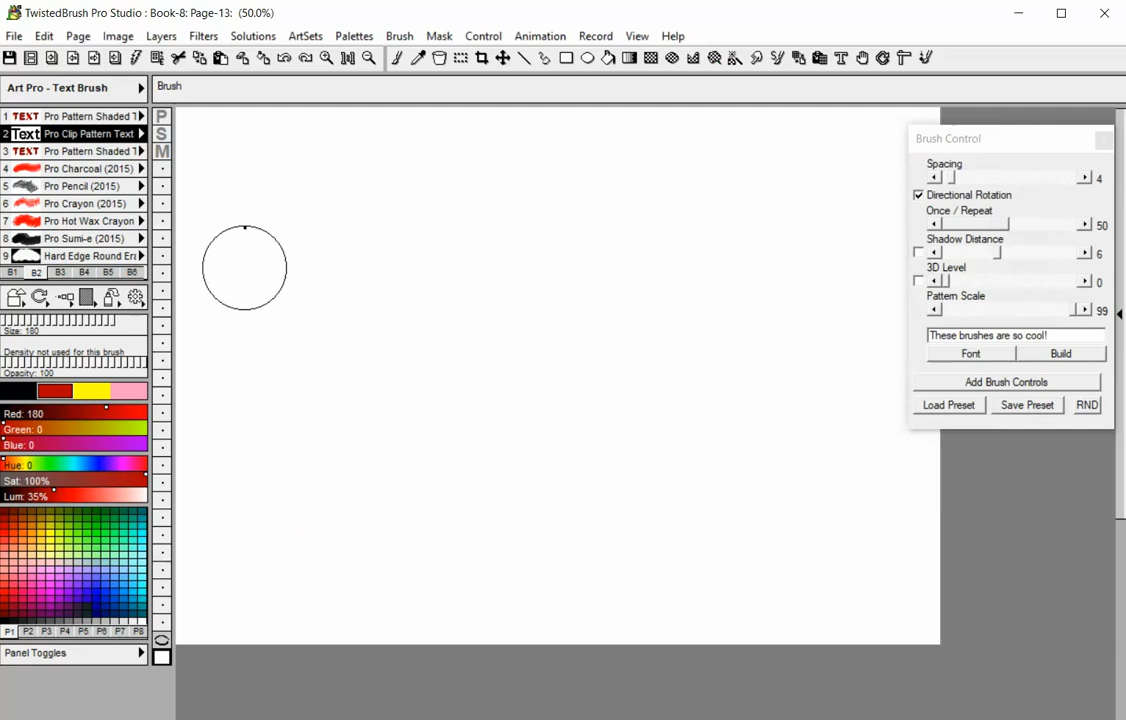 TwistedBrush Pro Studio : Book-8: Page-13: (50.0%)
File Edit Page Image Layers Filters Solutions ArtSets Palettes Brush Mask Control Animation Record View Help
Art Pro - Text Brush
Brush
1 TEXT Pro Pattern Shaded T
2 Text Pro Clip Pattern Text
3 TEXT Pro Pattern Shaded T
4 Pro Charcoal (2015)
5 Pro Pencil (2015)
6 Pro Crayon (2015)
7 Pro Hot Wax Crayon
8 Pro Sumi-e (2015)
9 Hard Edge Round Era
B1 B2 B3 B4 B5 B6
P
S
M
Size: 180
Density not used for this brush
Opacity: 100
Red: 180
Green: 0
Blue: 0
Hue: 0
Sat: 100%
Lum: 35%
P1 P2 P3 P4 P5 P6 P7 P8
Panel Toggles
Brush Control
Spacing
4
Directional Rotation
Once / Repeat
50
Shadow Distance
6
3D Level
0
Pattern Scale
99
These brushes are so cool!
Font Build
Add Brush Controls
Load Preset Save Preset RND